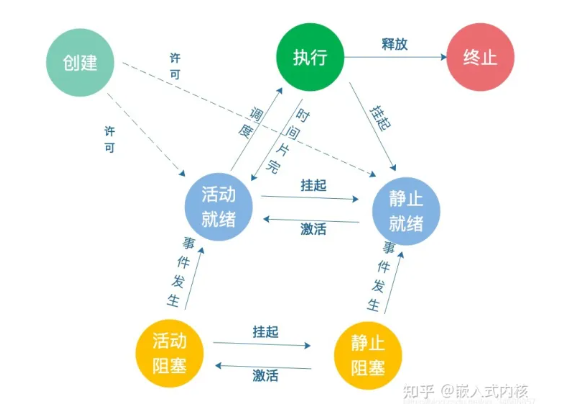 创建
许可
执行
释放
终止
许可
调度
时间片完
挂起
活动
就绪
挂起
激活
静止
就绪
事件发生
事件发生
活动
阻塞
挂起
激活
静止
阻塞
知乎 @嵌入式内核